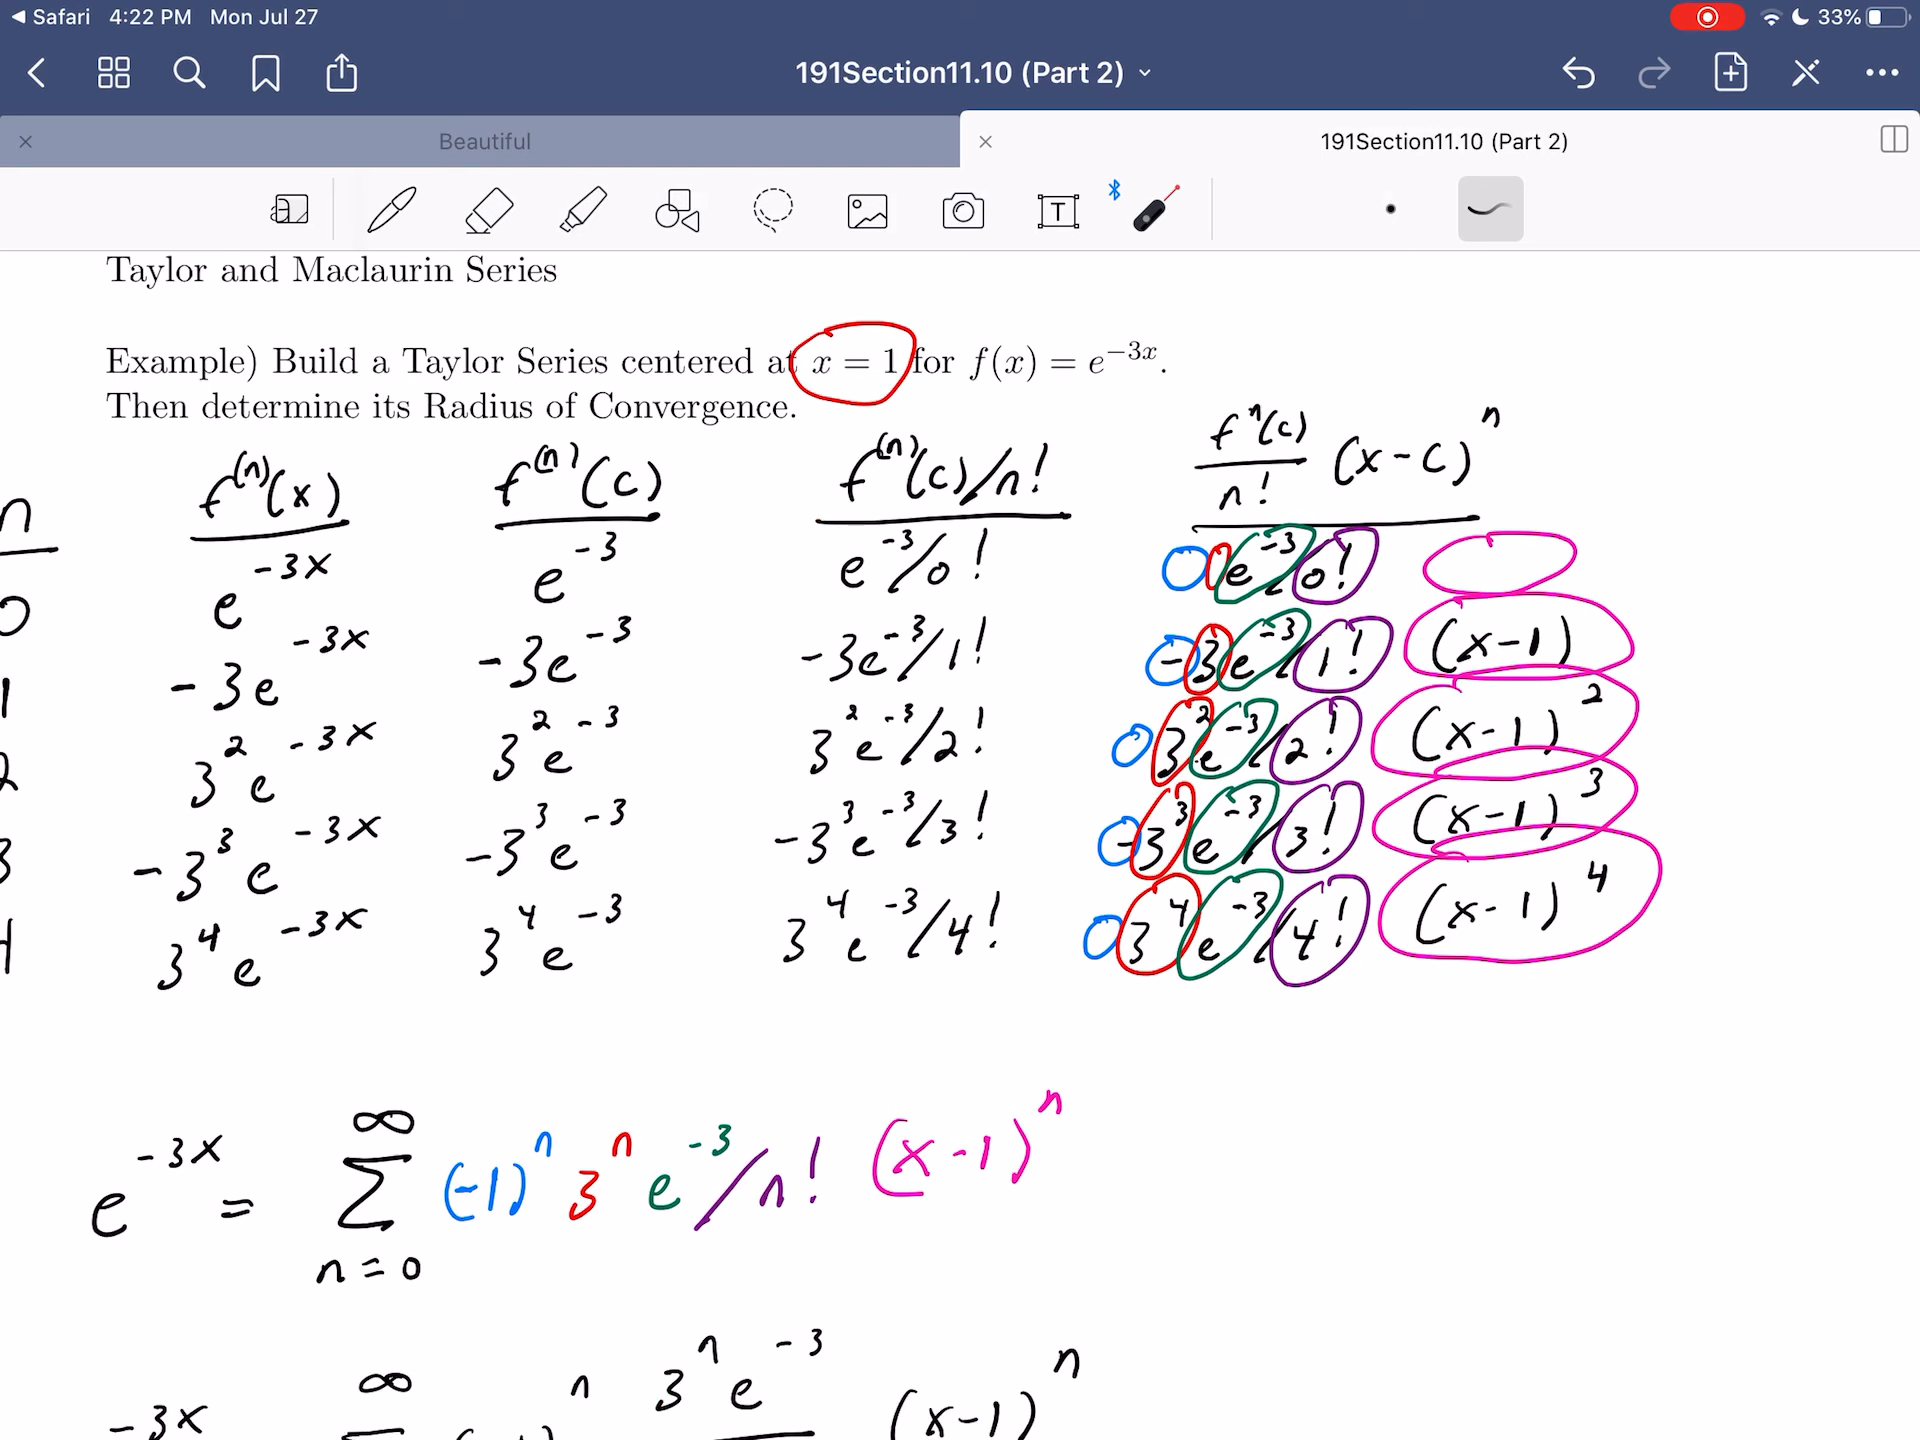 Safari 4:22 PM Mon Jul 27 33%
191Section11.10 (Part 2)
Beautiful 191Section11.10 (Part 2)
a T
Taylor and Maclaurin Series
Example) Build a Taylor Series centered at x = 1 for f(x) = e^{-3x}.
Then determine its Radius of Convergence.
n f^{(n)}(x) f^{(n)}(c) f^{(n)}(c)/n! f^n(c)/n! (x-c)^n
0 e^{-3x} e^{-3} e^{-3}/0! e^{-3}/0!
1 -3e^{-3x} -3e^{-3} -3e^{-3}/1! -3e^{-3}/1! (x-1)
2 3^2 e^{-3x} 3^2 e^{-3} 3^2 e^{-3}/2! 3^2 e^{-3}/2! (x-1)^2
3 -3^3 e^{-3x} -3^3 e^{-3} -3^3 e^{-3}/3! -3^3 e^{-3}/3! (x-1)^3
4 3^4 e^{-3x} 3^4 e^{-3} 3^4 e^{-3}/4! 3^4 e^{-3}/4! (x-1)^4
e^{-3x} = ∑_{n=0}^{∞} (-1)^n 3^n e^{-3}/n! (x-1)^n
-3x ∞ n 3^n e^{-3} (x-1)^n